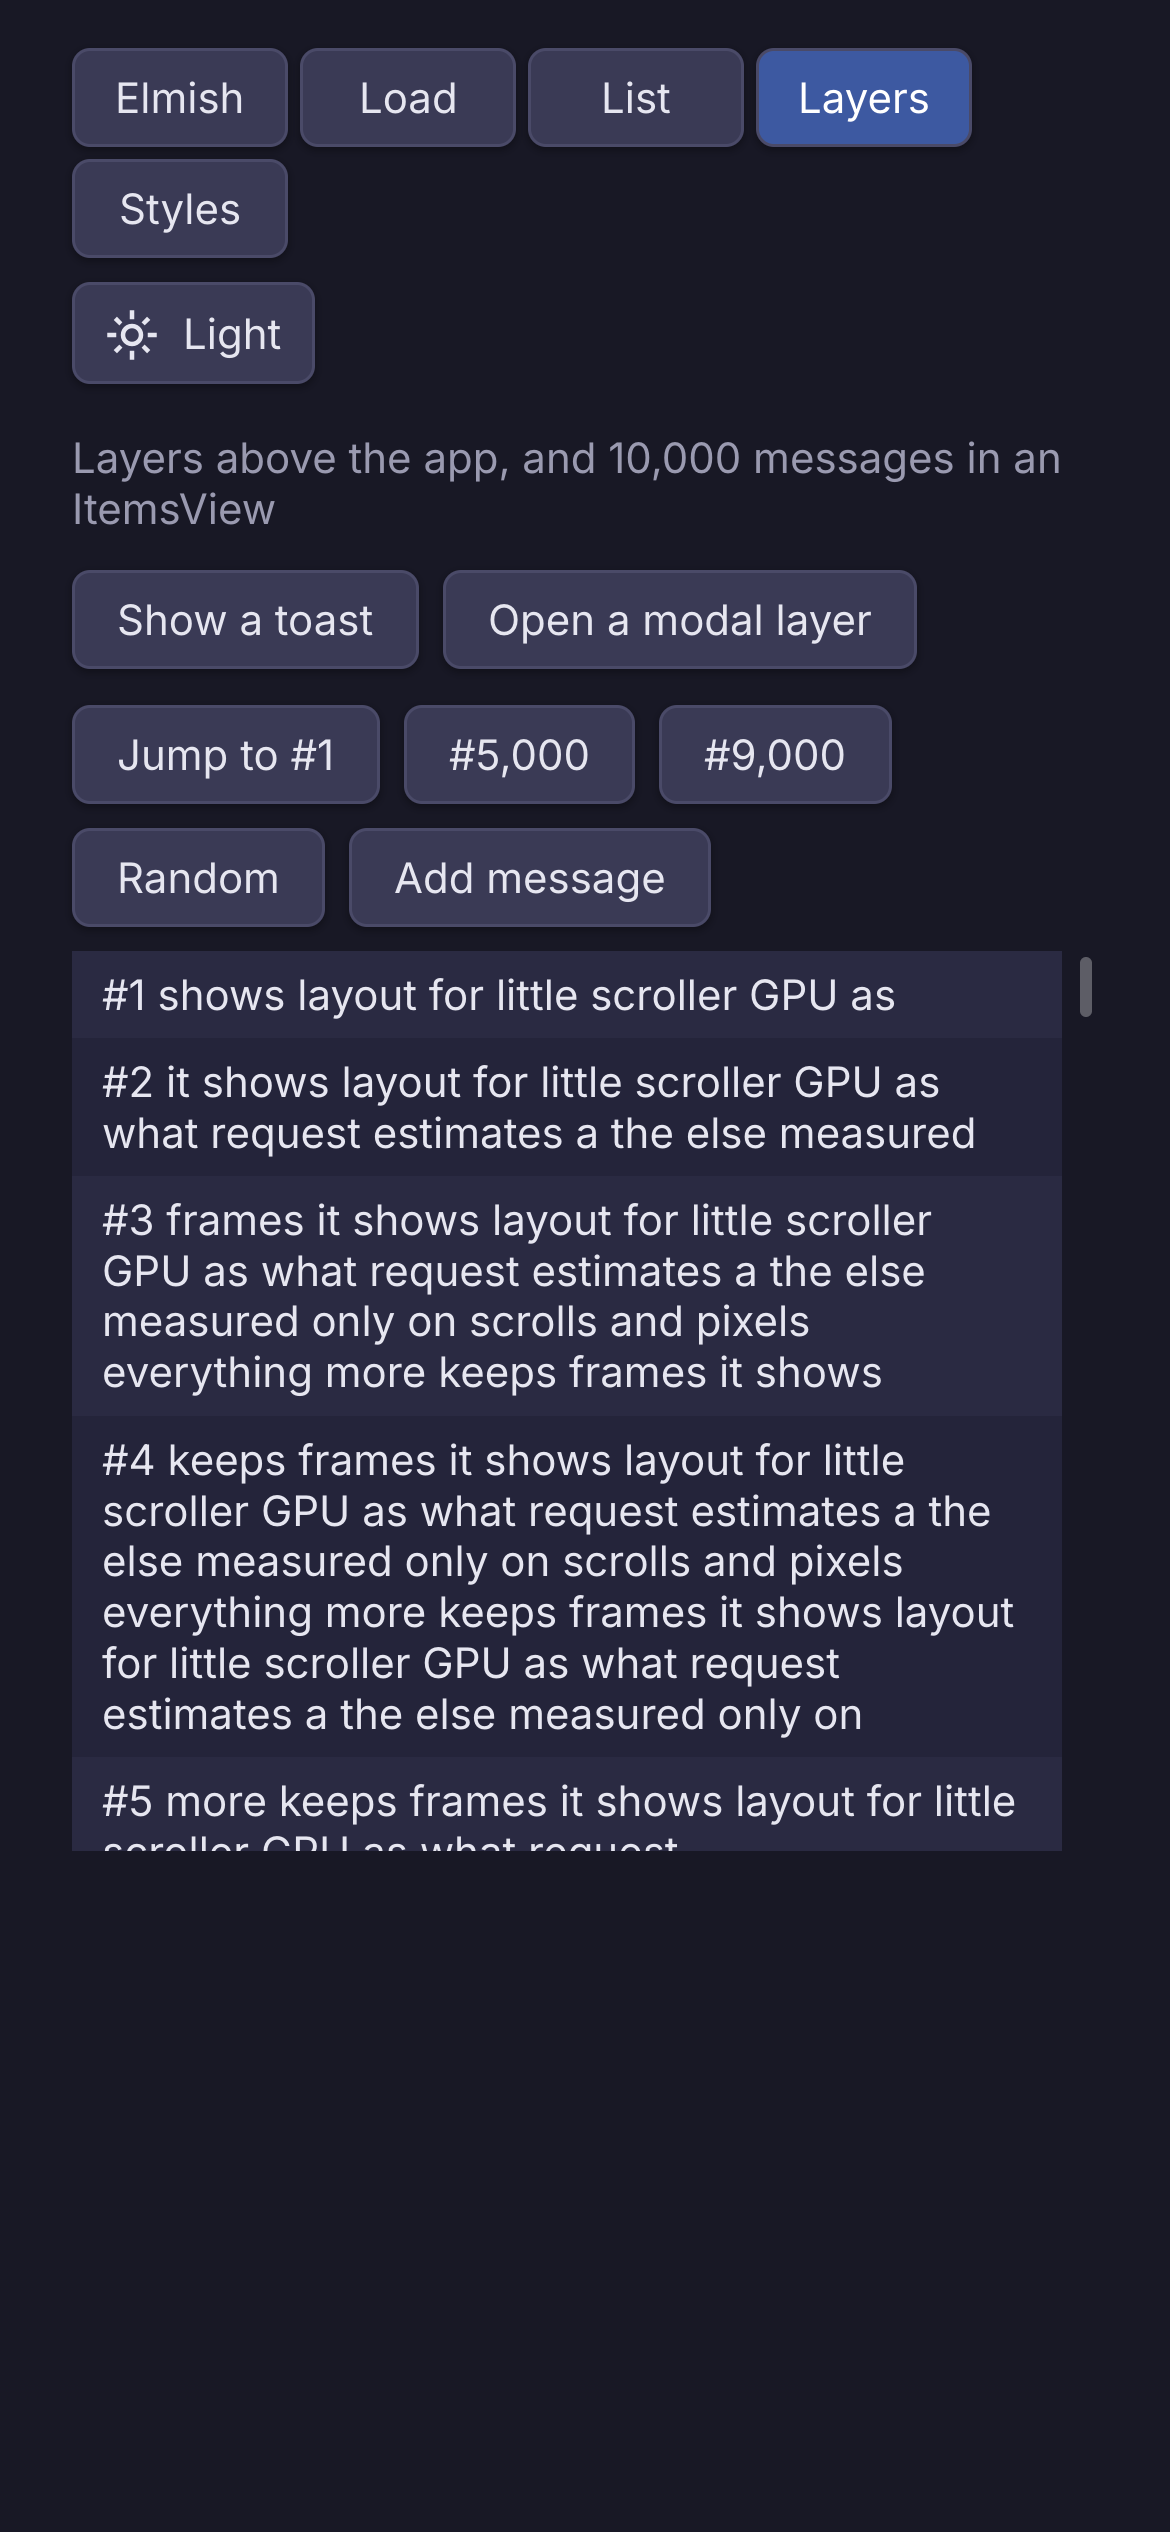 Elmish Load List Layers
Styles
Light
Layers above the app, and 10,000 messages in an
ItemsView
Show a toast Open a modal layer
Jump to #1 #5,000 #9,000
Random Add message
#1 shows layout for little scroller GPU as
#2 it shows layout for little scroller GPU as
what request estimates a the else measured
#3 frames it shows layout for little scroller
GPU as what request estimates a the else
measured only on scrolls and pixels
everything more keeps frames it shows
#4 keeps frames it shows layout for little
scroller GPU as what request estimates a the
else measured only on scrolls and pixels
everything more keeps frames it shows layout
for little scroller GPU as what request
estimates a the else measured only on
#5 more keeps frames it shows layout for little
scroller GPU as what request